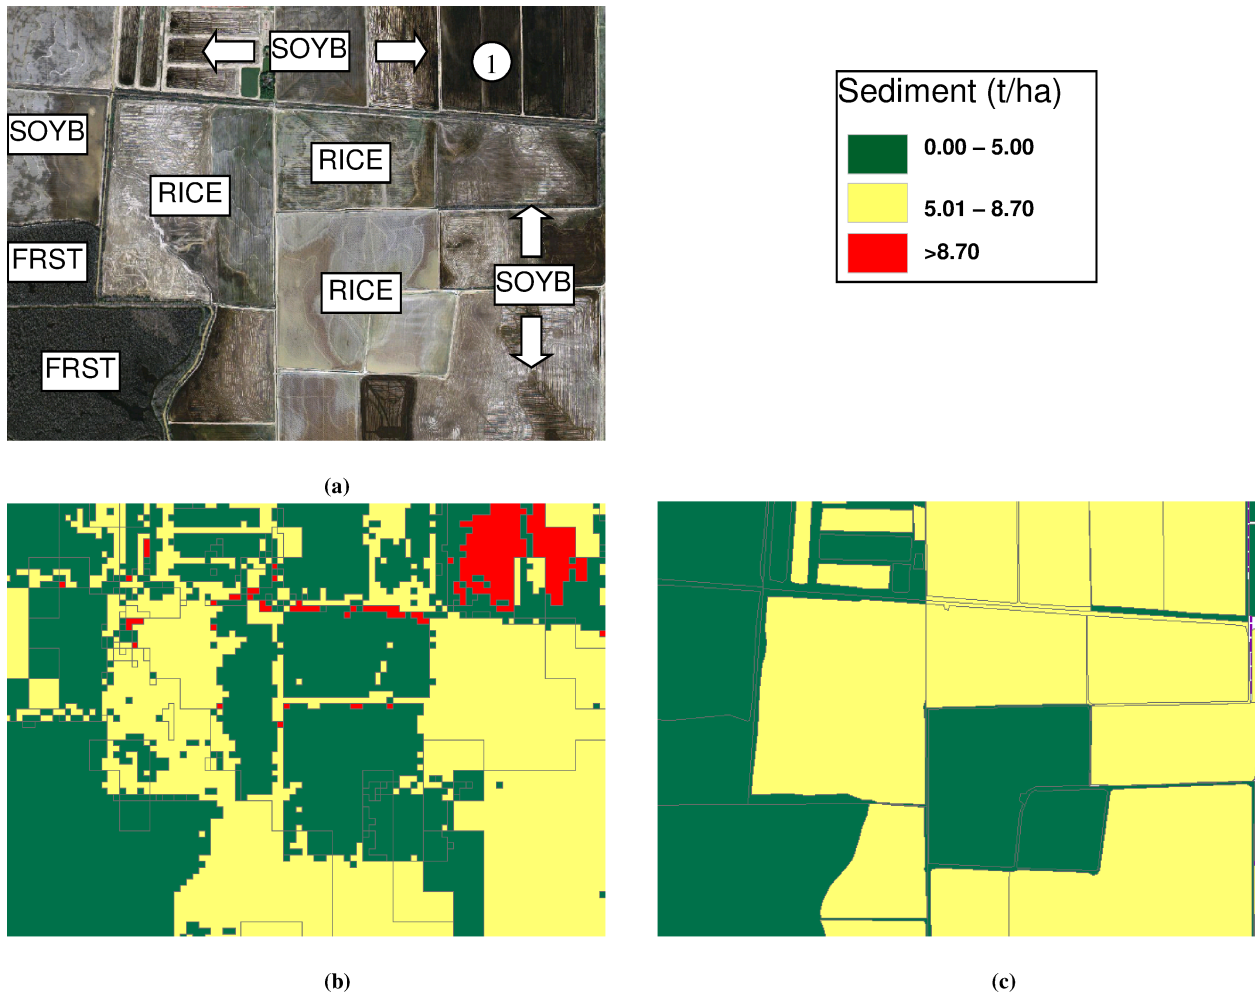 SOYB
1
Sediment (t/ha)
0.00 – 5.00
SOYB
RICE
RICE
5.01 – 8.70
>8.70
FRST
RICE
SOYB
FRST
(a)
(b)
(c)